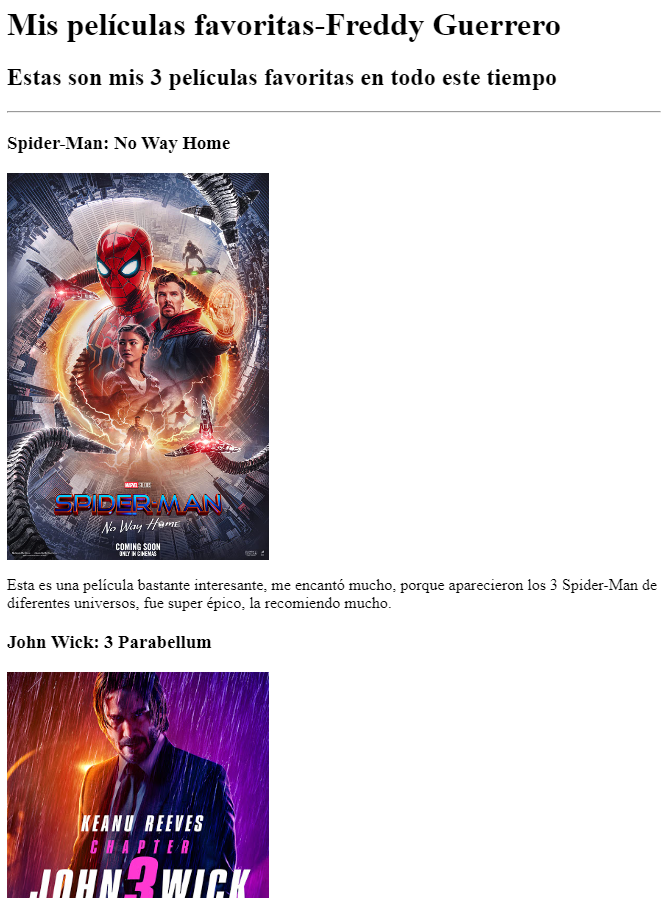 Mis películas favoritas-Freddy Guerrero
Estas son mis 3 películas favoritas en todo este tiempo
Spider-Man: No Way Home
MARVEL STUDIOS
SPIDER-MAN
No Way Home
COMING SOON
ONLY IN CINEMAS
Esta es una película bastante interesante, me encantó mucho, porque aparecieron los 3 Spider-Man de
diferentes universos, fue super épico, la recomiendo mucho.
John Wick: 3 Parabellum
KEANU REEVES
CHAPTER
JOHN 3 WICK